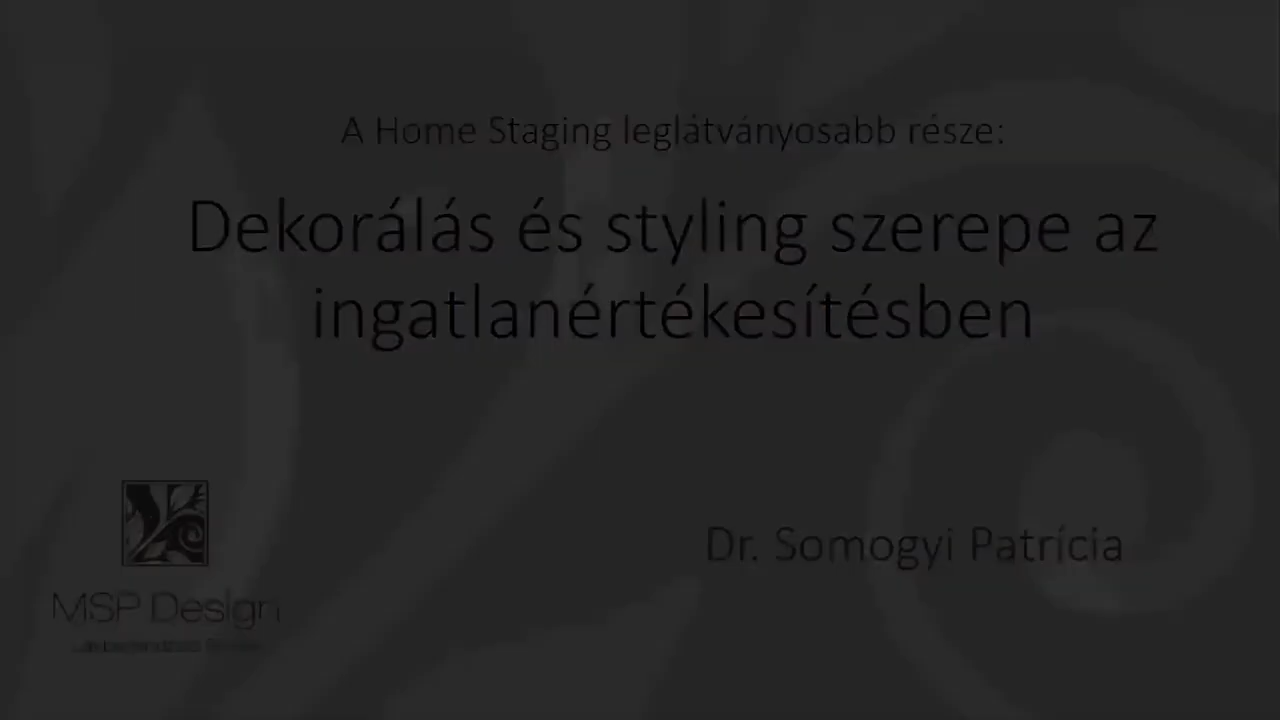 A Home Staging leglátványosabb része:
Dekorálás és styling szerepe az
ingatlanértékesítésben
Dr. Somogyi Patrícia
MSP Design